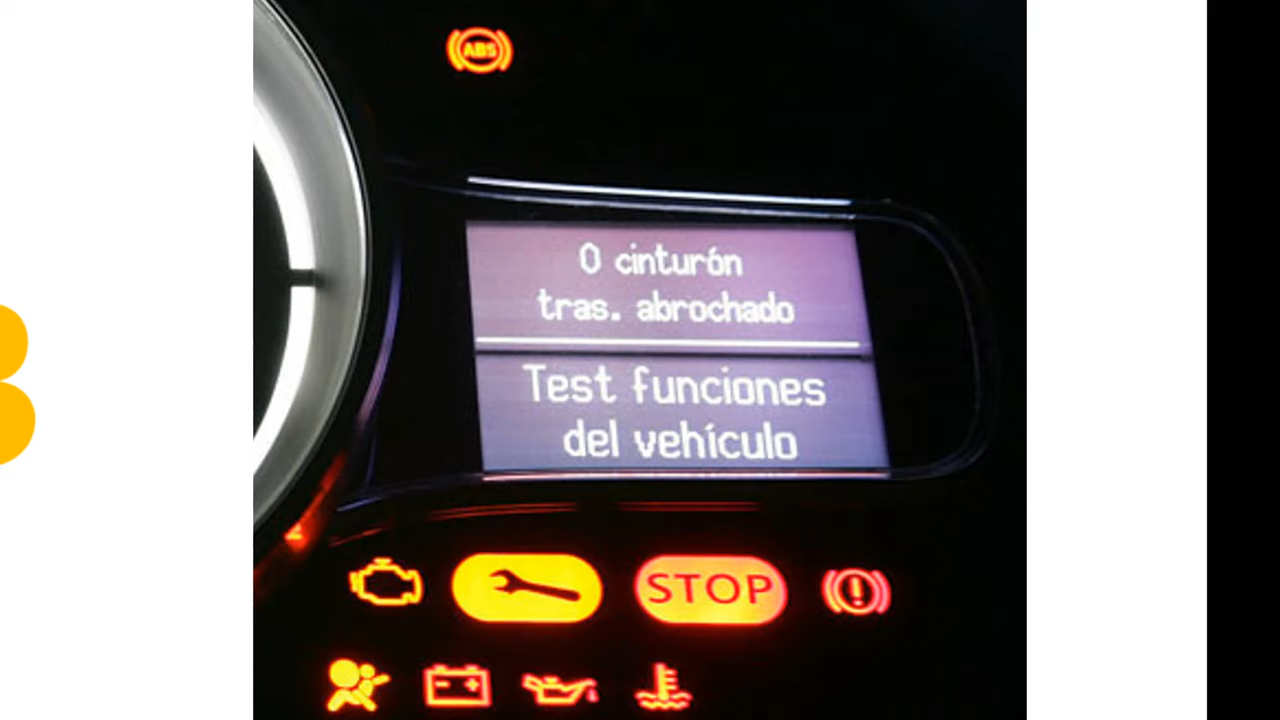 ABS
0 cinturón
tras. abrochado
Test funciones
del vehículo
STOP